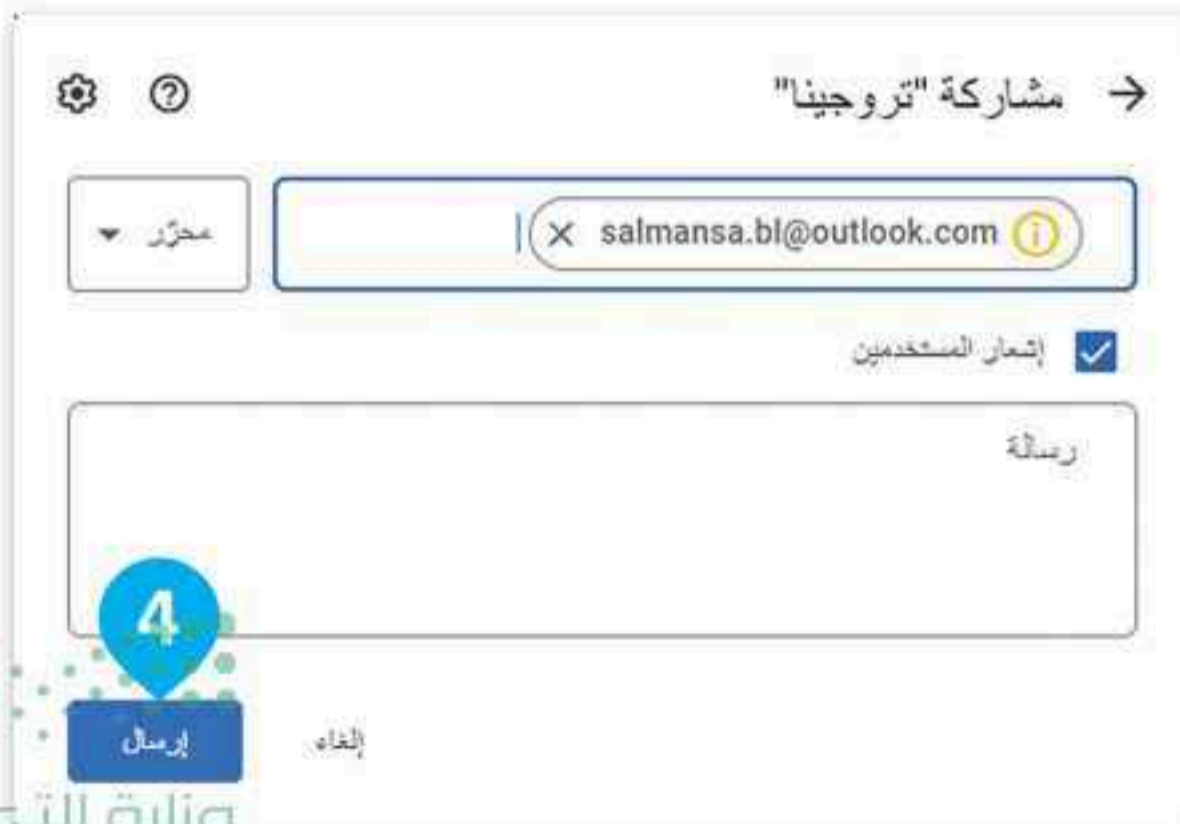 مشاركة "تروجينا"
salmansa.bl@outlook.com
محرّر
إشعار المستخدمين
رسالة
4
إلغاء
إرسال